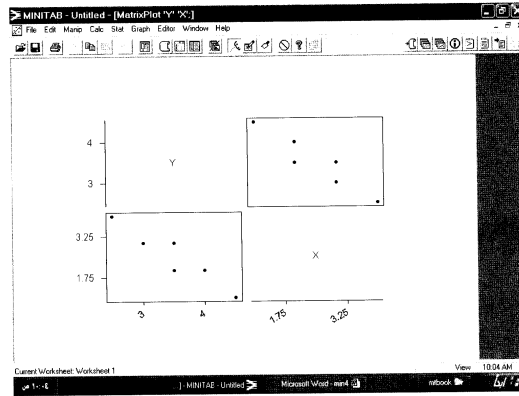 MINITAB - Untitled - [MatrixPlot 'Y' 'X';]
File Edit Manip Calc Stat Graph Editor Window Help
4
Y
3
3.25
X
1.75
3
4
1.75
3.25
Current Worksheet: Worksheet 1
View 10:04 AM
] - MINITAB - Untitled
Microsoft Word - min4
mtbook